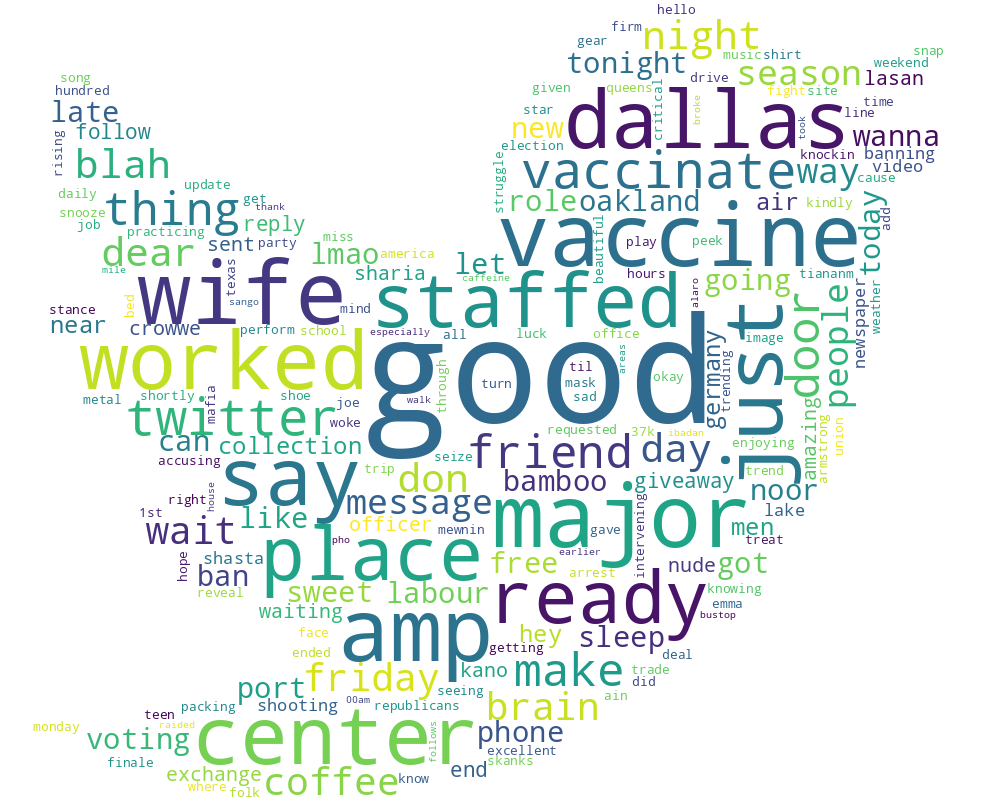 hello
firm
night
gear
music
shirt
snap
tonight
weekend
song
drive
season
lasan
hundred
given
queens
fight
site
late
star
critical
dallas
broke
took
time
line
follow
new
wanna
rising
election
blah
knockin
banning
vaccinate
way
video
cause
daily
update
get
struggle
thing
thank
role
oakland
air
kindly
add
snooze
job
reply
practicing
vaccine
today
dear
sent
party
miss
lmao
america
beautiful
play
peek
mile
texas
sharia
let
caffeine
hours
going
tiananm
wife
staffed
alaro
weather
bed
sango
mind
stance
near
crowwe
perform
school
especially
all
luck
office
just
door
people
newspaper
image
worked
good
areas
germany
trending
through
til
turn
mask
sad
okay
walk
metal
shortly
mafia
shoe
joe
woke
twitter
requested
37k
ibadan
can
collection
friend
day
enjoying
amazing
armstrong
union
accusing
say
trip
seize
don
bamboo
giveaway
trend
noor
right
house
message
1st
like
officer
mewnin
major
gave
intervening
men
lake
wait
pho
treat
hope
shasta
place
earlier
ban
free
arrest
nude
got
reveal
sweet
labour
ready
knowing
emma
waiting
bustop
face
amp
hey
sleep
ended
getting
deal
friday
kano
make
trade
did
port
seeing
packing
shooting
00am
republicans
brain
ain
teen
monday
raided
center
follows
phone
voting
excellent
finale
skanks
exchange
end
where
folk
coffee
know